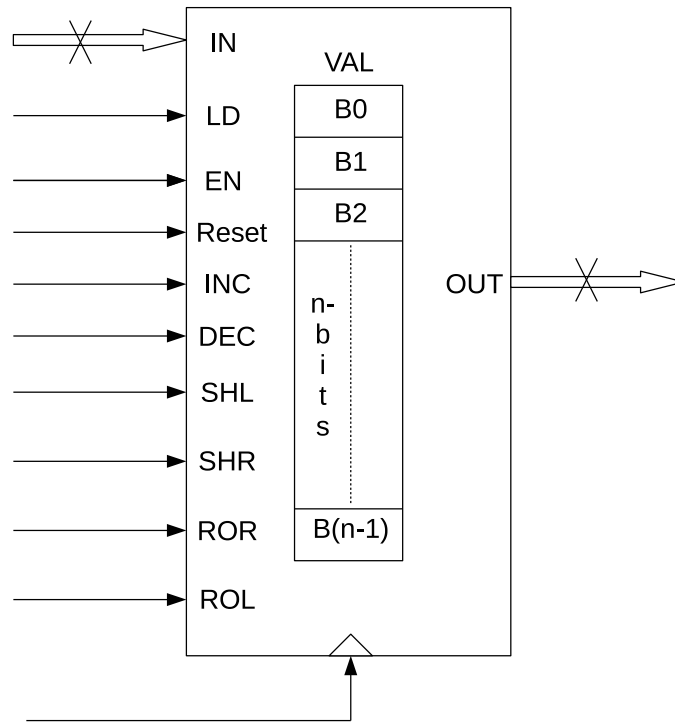 IN
VAL
LD
B0
EN
B1
Reset
B2
INC
OUT
n-
b
i
t
s
DEC
SHL
SHR
ROR
B(n-1)
ROL